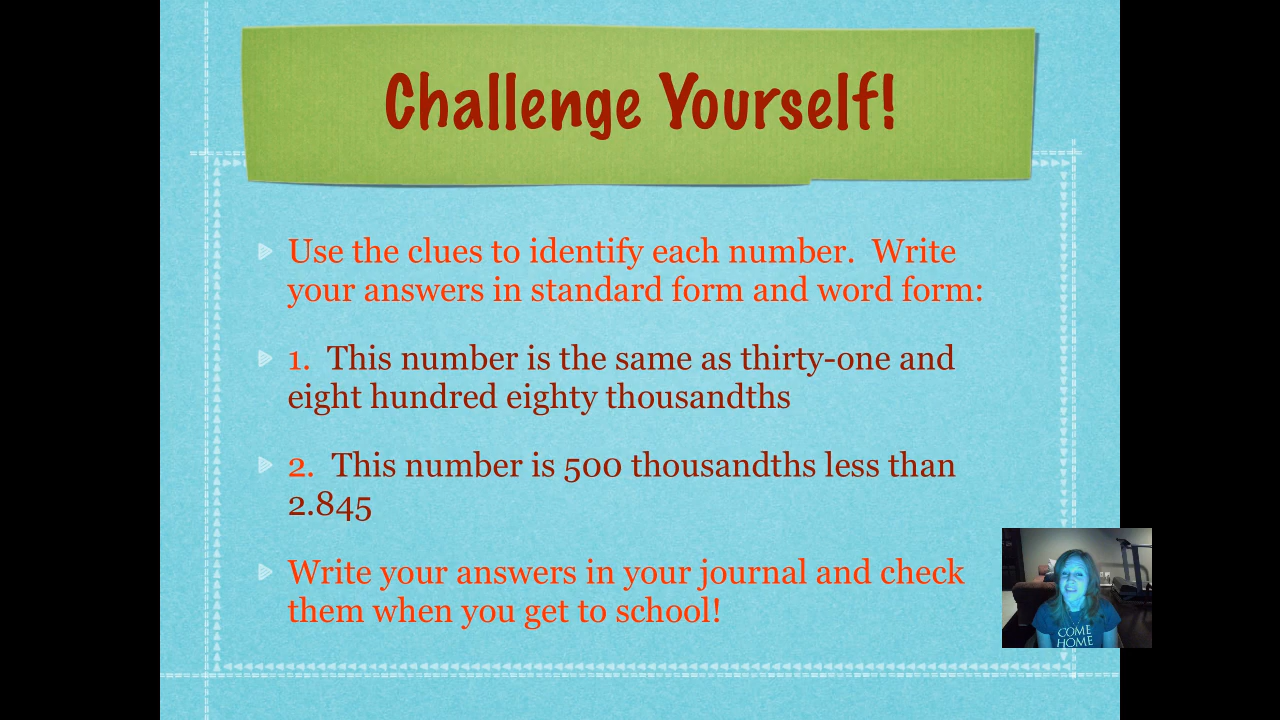 Challenge Yourself!
Use the clues to identify each number.  Write
your answers in standard form and word form:
1.  This number is the same as thirty-one and
eight hundred eighty thousandths
2.  This number is 500 thousandths less than
2.845
Write your answers in your journal and check
them when you get to school!
COME
HOME